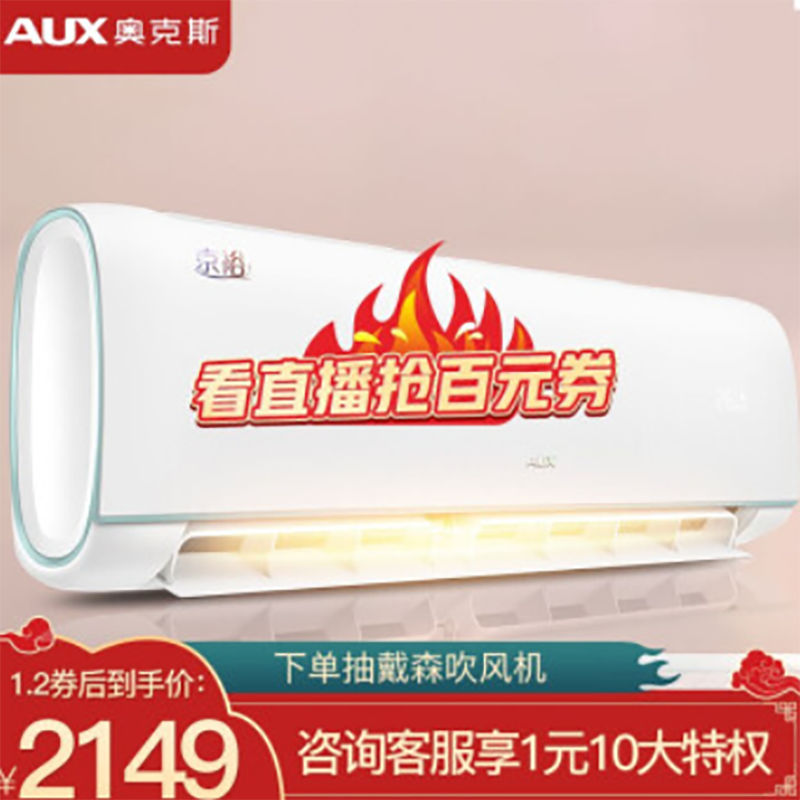 AUX奥克斯
京裕
看直播抢百元券
AUX
下单抽戴森吹风机
1.2券后到手价：
¥2149
咨询客服享1元10大特权